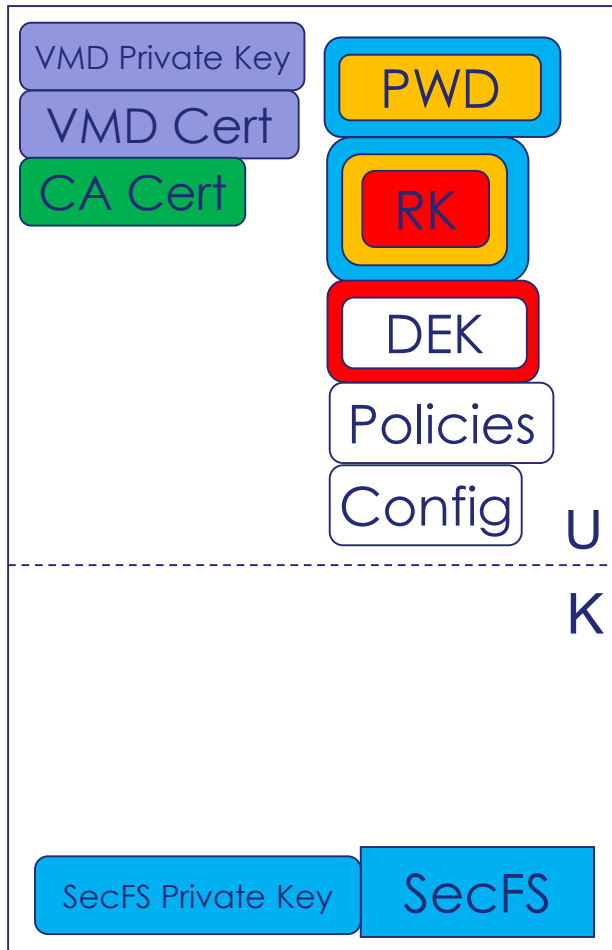 VMD Private Key
VMD Cert
CA Cert
PWD
RK
DEK
Policies
Config
U
K
SecFS Private Key
SecFS